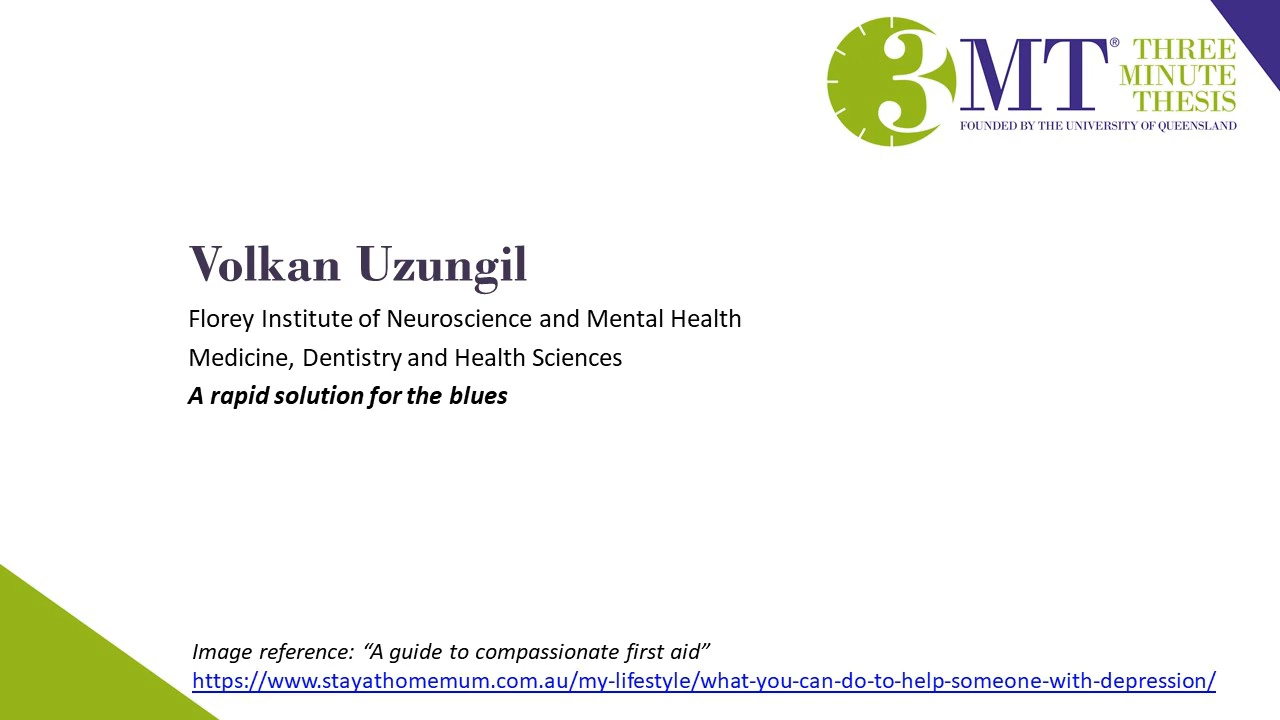 3MT® THREE
MINUTE
THESIS
FOUNDED BY THE UNIVERSITY OF QUEENSLAND
Volkan Uzungil
Florey Institute of Neuroscience and Mental Health
Medicine, Dentistry and Health Sciences
A rapid solution for the blues
Image reference: “A guide to compassionate first aid”
https://www.stayathomemum.com.au/my-lifestyle/what-you-can-do-to-help-someone-with-depression/